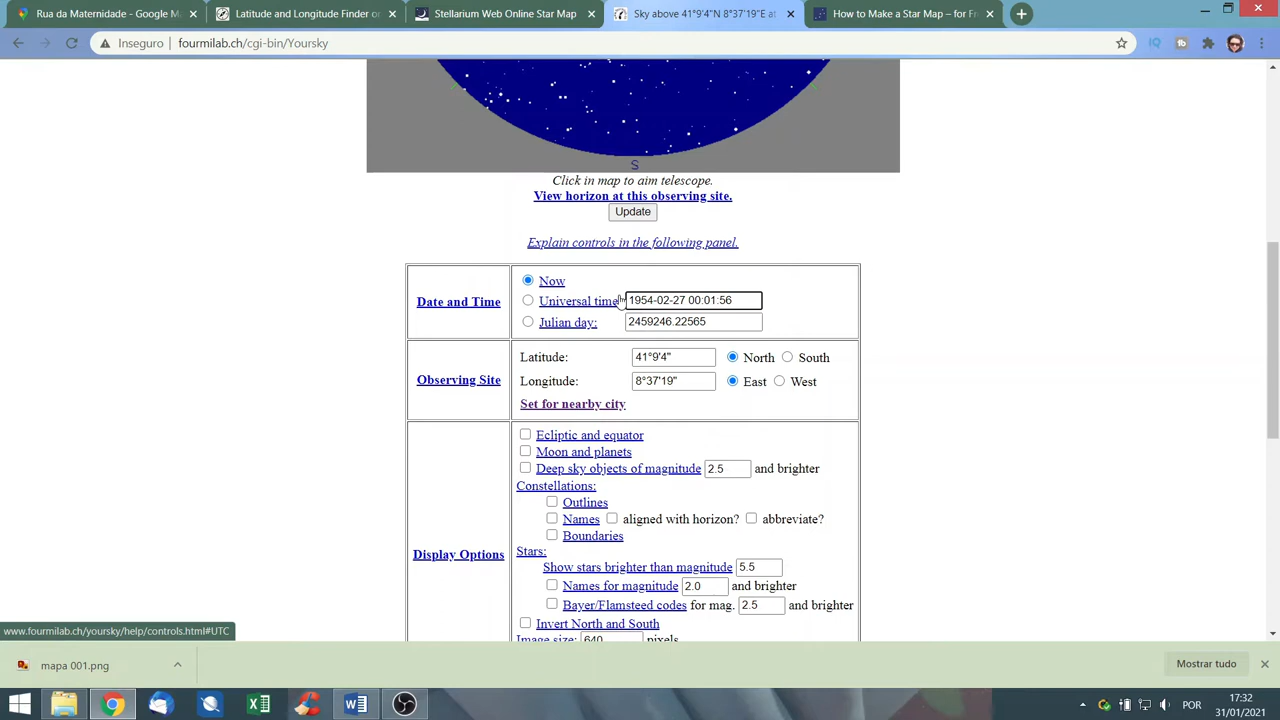 Rua da Maternidade - Google M
Latitude and Longitude Finder or
Stellarium Web Online Star Map
Sky above 41°9'4"N 8°37'19"E at
How to Make a Star Map – for Fr
Inseguro | fourmilab.ch/cgi-bin/Yoursky
S
Click in map to aim telescope.
View horizon at this observing site.
Update
Explain controls in the following panel.
Date and Time
Now
Universal time: 1954-02-27 00:01:56
Julian day: 2459246.22565
Observing Site
Latitude: 41°9'4" North South
Longitude: 8°37'19" East West
Set for nearby city
Display Options
Ecliptic and equator
Moon and planets
Deep sky objects of magnitude 2.5 and brighter
Constellations:
Outlines
Names aligned with horizon? abbreviate?
Boundaries
Stars:
Show stars brighter than magnitude 5.5
Names for magnitude 2.0 and brighter
Bayer/Flamsteed codes for mag. 2.5 and brighter
Invert North and South
Image size: 640 pixels
www.fourmilab.ch/yoursky/help/controls.html#UTC
mapa 001.png
Mostrar tudo
POR
17:32
31/01/2021